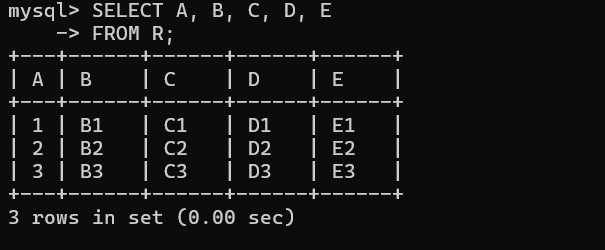 mysql> SELECT A, B, C, D, E
    -> FROM R;
+---+------+------+------+------+
| A | B    | C    | D    | E    |
+---+------+------+------+------+
| 1 | B1   | C1   | D1   | E1   |
| 2 | B2   | C2   | D2   | E2   |
| 3 | B3   | C3   | D3   | E3   |
+---+------+------+------+------+
3 rows in set (0.00 sec)